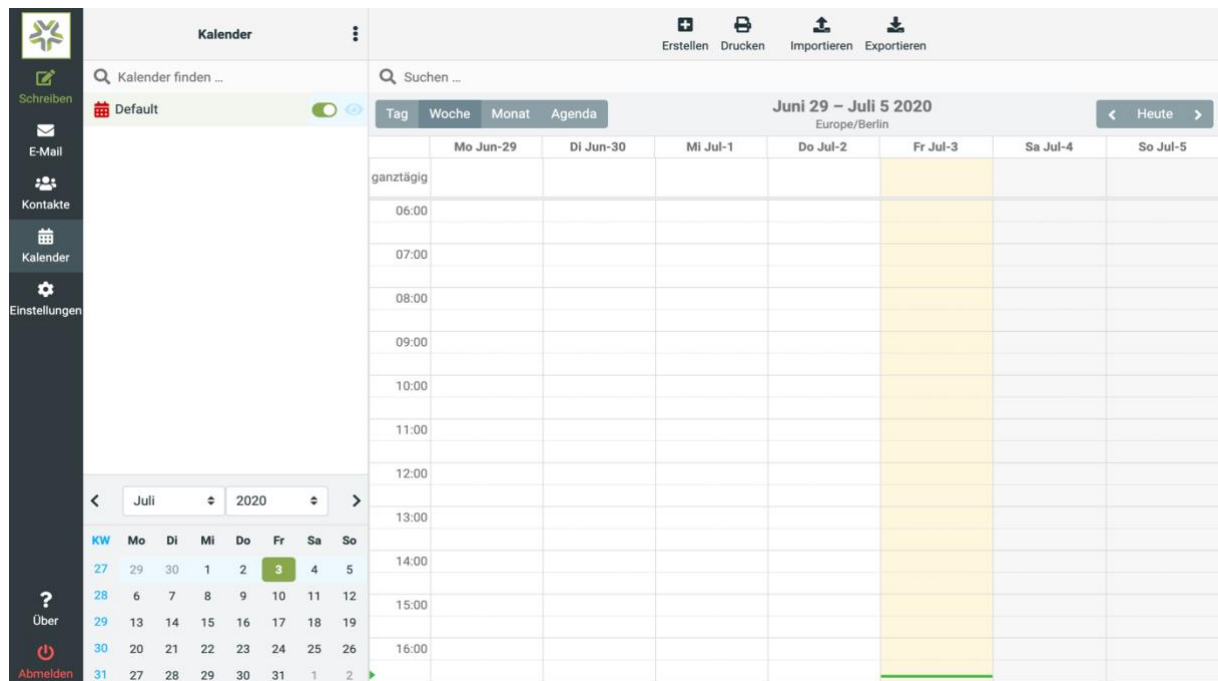 Schreiben
E-Mail
Kontakte
Kalender
Einstellungen
? Über
Abmelden
Kalender
Kalender finden ...
Default
Juli 2020
KW Mo Di Mi Do Fr Sa So
27 29 30 1 2 3 4 5
28 6 7 8 9 10 11 12
29 13 14 15 16 17 18 19
30 20 21 22 23 24 25 26
31 27 28 29 30 31 1 2
Erstellen Drucken Importieren Exportieren
Suchen ...
Tag Woche Monat Agenda
Juni 29 – Juli 5 2020
Europe/Berlin
Heute
Mo Jun-29 Di Jun-30 Mi Jul-1 Do Jul-2 Fr Jul-3 Sa Jul-4 So Jul-5
ganztägig
06:00
07:00
08:00
09:00
10:00
11:00
12:00
13:00
14:00
15:00
16:00